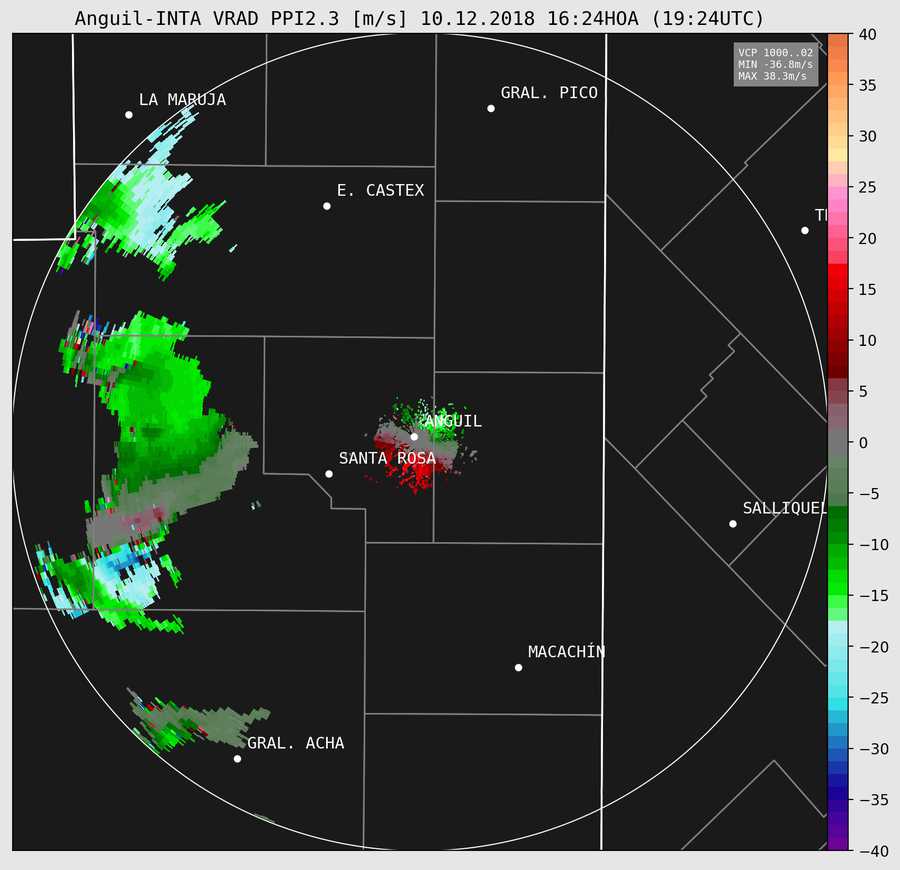 Anguil-INTA VRAD PPI2.3 [m/s] 10.12.2018 16:24HOA (19:24UTC)
VCP 1000..02
MIN -36.8m/s
MAX 38.3m/s
LA MARUJA
GRAL. PICO
E. CASTEX
ANGUIL
SANTA ROSA
SALLIQUEL
MACACHÍN
GRAL. ACHA
40
35
30
25
20
15
10
5
0
−5
−10
−15
−20
−25
−30
−35
−40